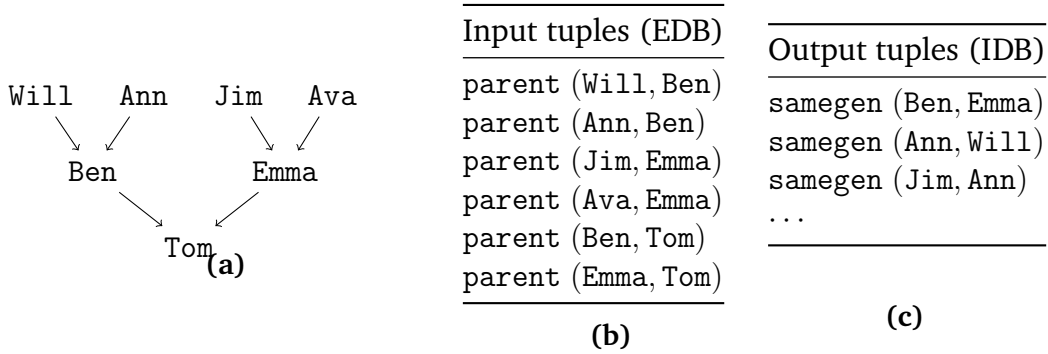 Will Ann Jim Ava
Ben Emma
Tom
(a)
Input tuples (EDB)
parent (Will, Ben)
parent (Ann, Ben)
parent (Jim, Emma)
parent (Ava, Emma)
parent (Ben, Tom)
parent (Emma, Tom)
(b)
Output tuples (IDB)
samegen (Ben, Emma)
samegen (Ann, Will)
samegen (Jim, Ann)
...
(c)